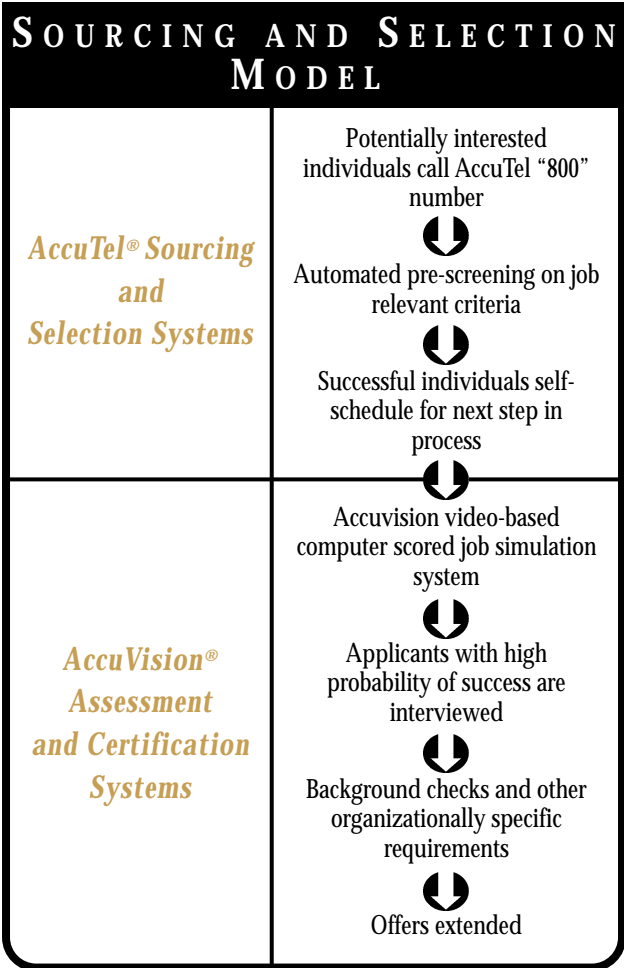 SOURCING AND SELECTION
MODEL
AccuTel® Sourcing
and
Selection Systems
Potentially interested
individuals call AccuTel “800”
number
Automated pre-screening on job
relevant criteria
Successful individuals self-
schedule for next step in
process
AccuVision®
Assessment
and Certification
Systems
Accuvision video-based
computer scored job simulation
system
Applicants with high
probability of success are
interviewed
Background checks and other
organizationally specific
requirements
Offers extended